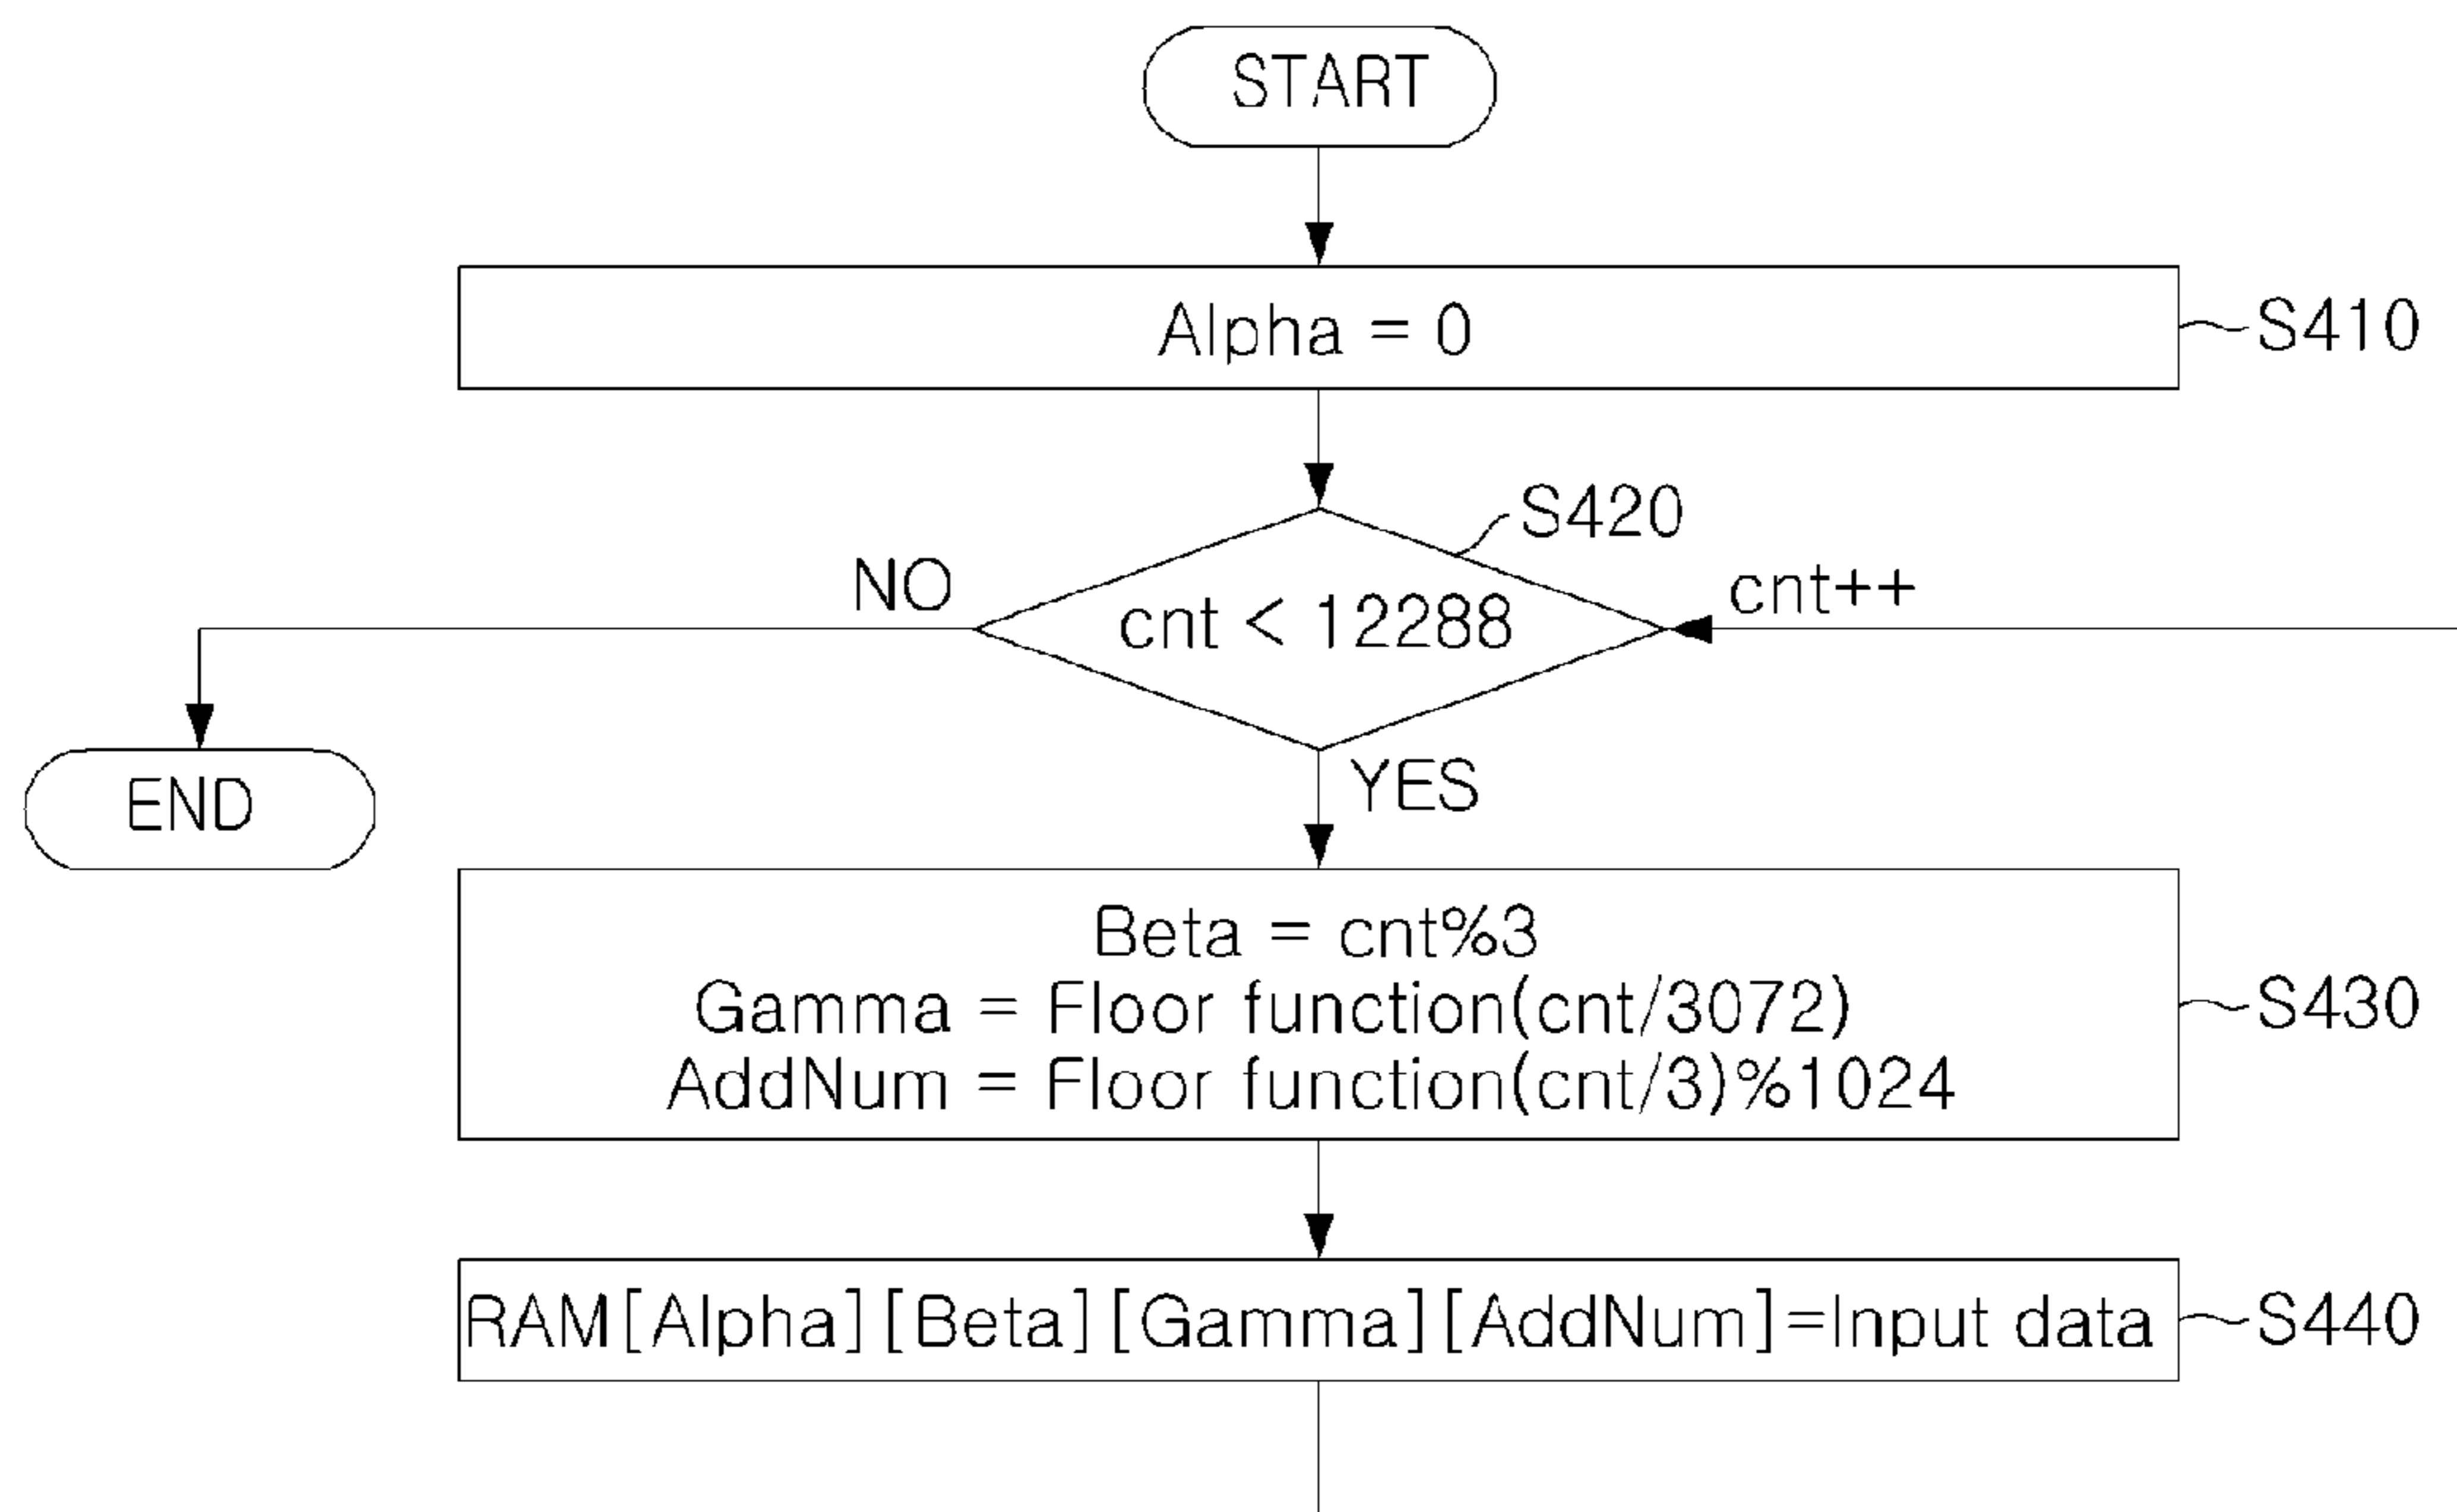 START
Alpha = 0
S410
S420
NO
cnt < 12288
cnt++
END
YES
Beta = cnt%3
Gamma = Floor function(cnt/3072)
AddNum = Floor function(cnt/3)%1024
S430
RAM[Alpha][Beta][Gamma][AddNum]=Input data
S440